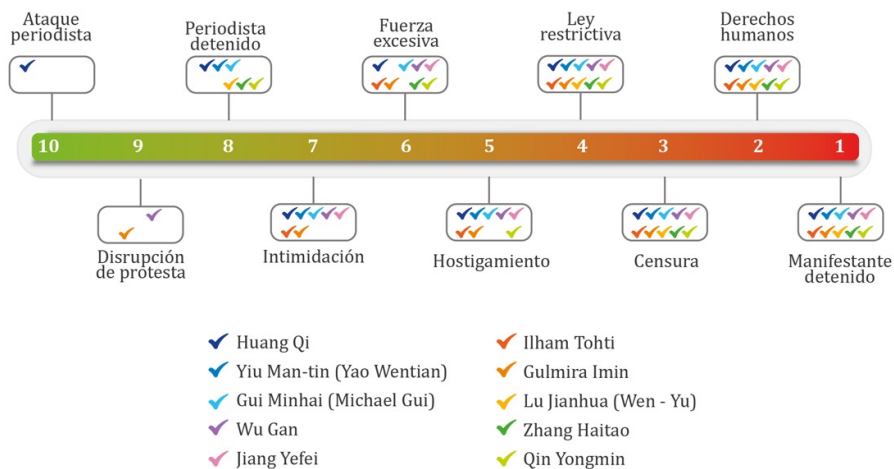 Ataque
periodista
Periodista
detenido
Fuerza
excesiva
Ley
restrictiva
Derechos
humanos
10 9 8 7 6 5 4 3 2 1
Disrupción
de protesta
Intimidación
Hostigamiento
Censura
Manifestante
detenido
Huang Qi
Yiu Man-tin (Yao Wentian)
Gui Minhai (Michael Gui)
Wu Gan
Jiang Yefei
Ilham Tohti
Gulmira Imin
Lu Jianhua (Wen - Yu)
Zhang Haitao
Qin Yongmin